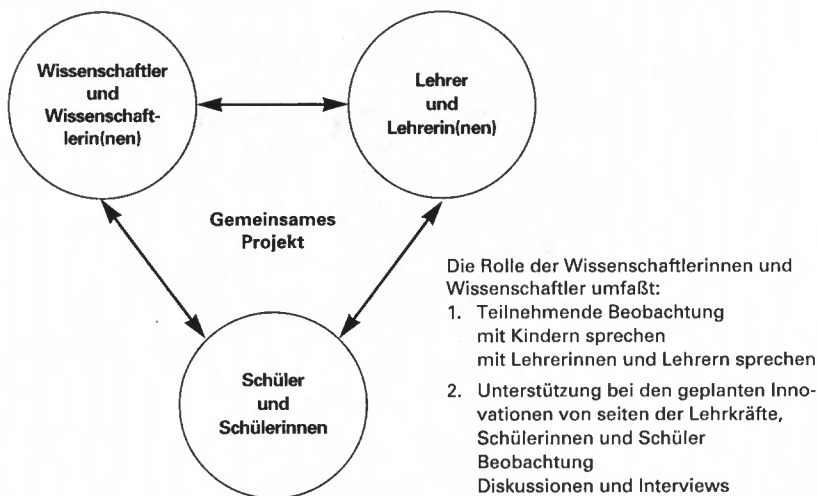 Wissenschaftler
und
Wissenschaft-
lerin(nen)
Lehrer
und
Lehrerin(nen)
Gemeinsames
Projekt
Schüler
und
Schülerinnen
Die Rolle der Wissenschaftlerinnen und
Wissenschaftler umfaßt:
1. Teilnehmende Beobachtung
mit Kindern sprechen
mit Lehrerinnen und Lehrern sprechen
2. Unterstützung bei den geplanten Inno-
vationen von seiten der Lehrkräfte,
Schülerinnen und Schüler
Beobachtung
Diskussionen und Interviews